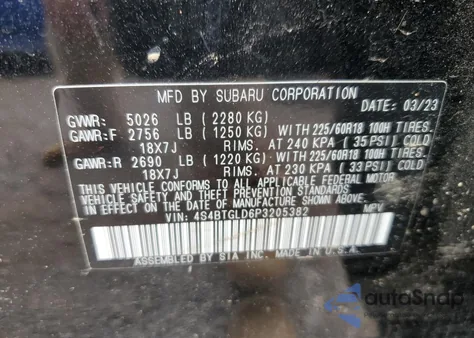 MFD BY SUBARU CORPORATION
DATE: 03/23
GVWR: 5026 LB (2280 KG)
GAWR:F 2756 LB (1250 KG) WITH 225/60R18 100H TIRES.
18X7J RIMS. AT 240 KPA (35 PSI) COLD
GAWR:R 2690 LB (1220 KG) WITH 225/60R18 100H TIRES.
18X7J RIMS. AT 230 KPA (33 PSI) COLD
THIS VEHICLE CONFORMS TO ALL APPLICABLE FEDERAL MOTOR
VEHICLE SAFETY AND THEFT PREVENTION STANDARDS
IN EFFECT ON THE DATE OF MANUFACTURE SHOWN ABOVE.
VIN: 4S4BTGLD6P3205382 MPV
ASSEMBLED BY SIA INC. MADE IN U.S.A.
autoSnap